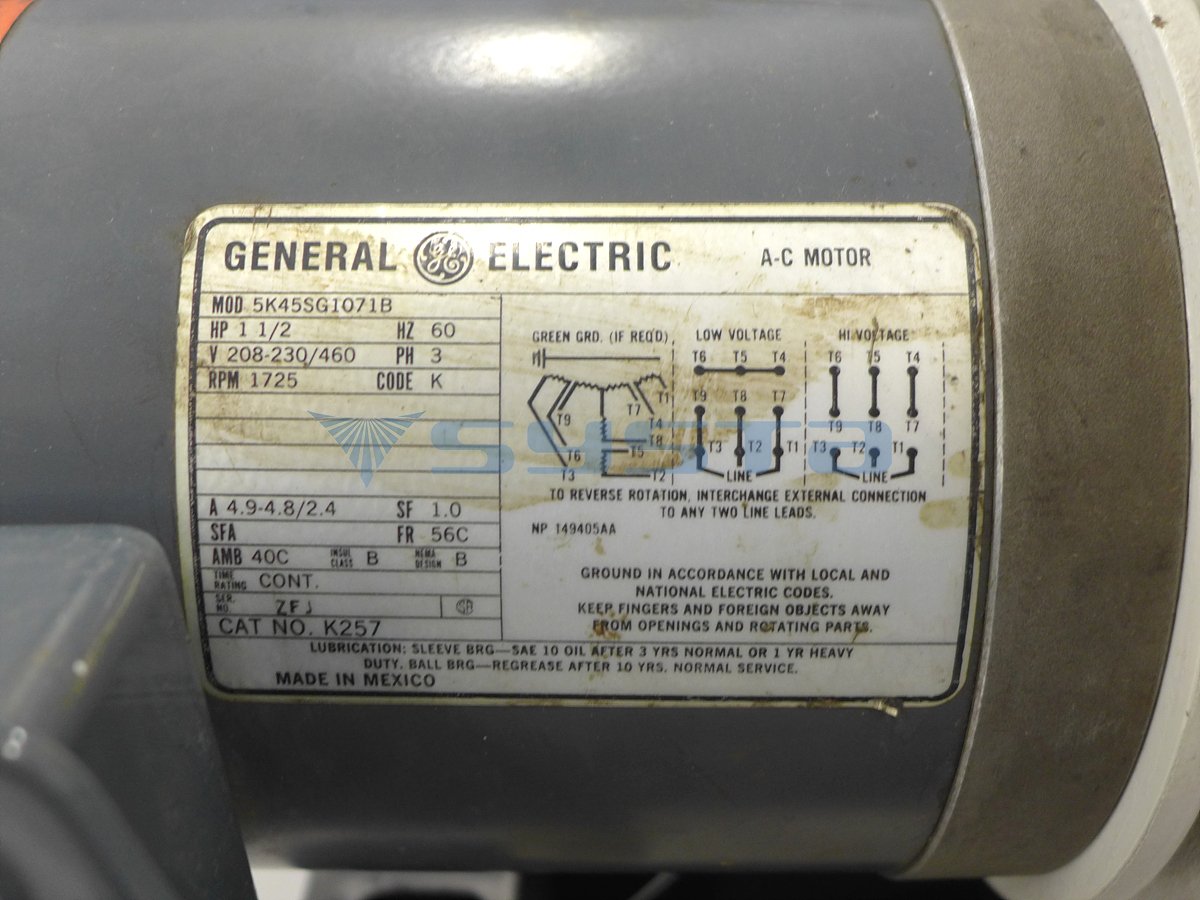 GENERAL GE ELECTRIC A-C MOTOR
MOD 5K45SG1071B
HP 1 1/2 HZ 60
V 208-230/460 PH 3
RPM 1725 CODE K
A 4.9-4.8/2.4 SF 1.0
SFA FR 56C
AMB 40C INSUL CLASS B NEMA DESIGN B
TIME RATING CONT.
SER. NO. ZFJ
CAT NO. K257
GREEN GRD. (IF REQ'D)
T1
T9 T7
T4
T8
T6 T5
T3 T2
LOW VOLTAGE
T6 T5 T4
T9 T8 T7
T3 T2 T1
LINE
HI VOLTAGE
T6 T5 T4
T9 T8 T7
T3 T2 T1
LINE
TO REVERSE ROTATION, INTERCHANGE EXTERNAL CONNECTION
TO ANY TWO LINE LEADS.
NP 149405AA
GROUND IN ACCORDANCE WITH LOCAL AND
NATIONAL ELECTRIC CODES.
KEEP FINGERS AND FOREIGN OBJECTS AWAY
FROM OPENINGS AND ROTATING PARTS.
LUBRICATION: SLEEVE BRG—SAE 10 OIL AFTER 3 YRS NORMAL OR 1 YR HEAVY
DUTY. BALL BRG—REGREASE AFTER 10 YRS. NORMAL SERVICE.
MADE IN MEXICO
systa